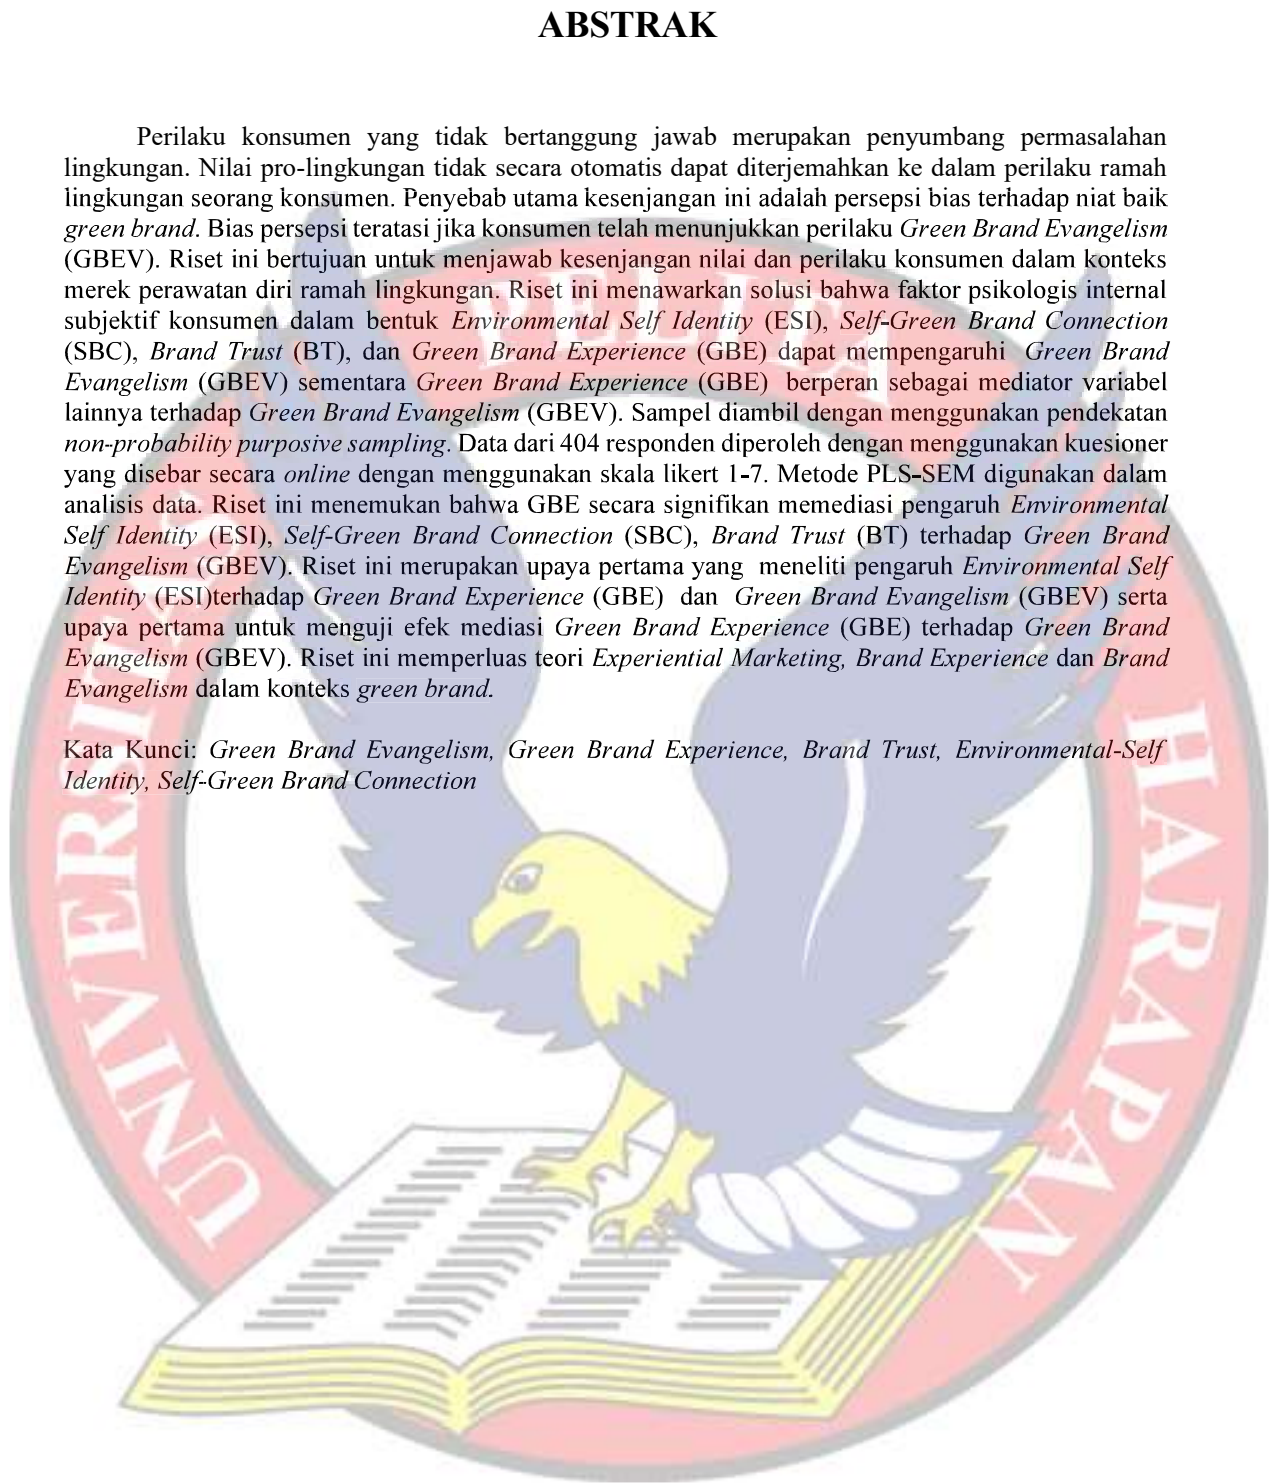 ABSTRAK
Perilaku konsumen yang tidak bertanggung jawab merupakan penyumbang permasalahan
lingkungan. Nilai pro-lingkungan tidak secara otomatis dapat diterjemahkan ke dalam perilaku ramah
lingkungan seorang konsumen. Penyebab utama kesenjangan ini adalah persepsi bias terhadap niat baik
green brand. Bias persepsi teratasi jika konsumen telah menunjukkan perilaku Green Brand Evangelism
(GBEV). Riset ini bertujuan untuk menjawab kesenjangan nilai dan perilaku konsumen dalam konteks
merek perawatan diri ramah lingkungan. Riset ini menawarkan solusi bahwa faktor psikologis internal
subjektif konsumen dalam bentuk Environmental Self Identity (ESI), Self-Green Brand Connection
(SBC), Brand Trust (BT), dan Green Brand Experience (GBE) dapat mempengaruhi Green Brand
Evangelism (GBEV) sementara Green Brand Experience (GBE) berperan sebagai mediator variabel
lainnya terhadap Green Brand Evangelism (GBEV). Sampel diambil dengan menggunakan pendekatan
non-probability purposive sampling. Data dari 404 responden diperoleh dengan menggunakan kuesioner
yang disebar secara online dengan menggunakan skala likert 1-7. Metode PLS-SEM digunakan dalam
analisis data. Riset ini menemukan bahwa GBE secara signifikan memediasi pengaruh Environmental
Self Identity (ESI), Self-Green Brand Connection (SBC), Brand Trust (BT) terhadap Green Brand
Evangelism (GBEV). Riset ini merupakan upaya pertama yang meneliti pengaruh Environmental Self
Identity (ESI)terhadap Green Brand Experience (GBE) dan Green Brand Evangelism (GBEV) serta
upaya pertama untuk menguji efek mediasi Green Brand Experience (GBE) terhadap Green Brand
Evangelism (GBEV). Riset ini memperluas teori Experiential Marketing, Brand Experience dan Brand
Evangelism dalam konteks green brand.
Kata Kunci: Green Brand Evangelism, Green Brand Experience, Brand Trust, Environmental-Self
Identity, Self-Green Brand Connection
UNIVERSITAS
PELITA
HARAPAN